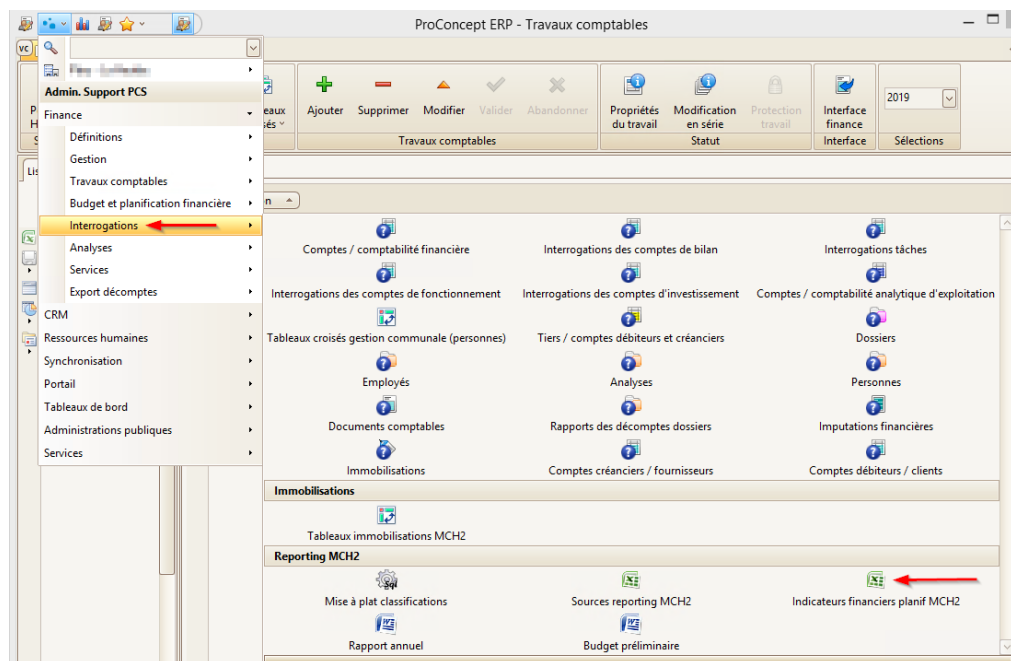 ProConcept ERP - Travaux comptables
VC
Admin. Support PCS
Finance
Définitions
Gestion
Travaux comptables
Budget et planification financière
Interrogations
Analyses
Services
Export décomptes
CRM
Ressources humaines
Synchronisation
Portail
Tableaux de bord
Administrations publiques
Services
Ajouter
Supprimer
Modifier
Valider
Abandonner
Travaux comptables
Propriétés
du travail
Modification
en série
Protection
travail
Statut
Interface
finance
Interface
2019
Sélections
Comptes / comptabilité financière
Interrogations des comptes de bilan
Interrogations tâches
Interrogations des comptes de fonctionnement
Interrogations des comptes d'investissement
Comptes / comptabilité analytique d'exploitation
Tableaux croisés gestion communale (personnes)
Tiers / comptes débiteurs et créanciers
Dossiers
Employés
Analyses
Personnes
Documents comptables
Rapports des décomptes dossiers
Imputations financières
Immobilisations
Comptes créanciers / fournisseurs
Comptes débiteurs / clients
Immobilisations
Tableaux immobilisations MCH2
Reporting MCH2
Sql
Mise à plat classifications
Sources reporting MCH2
Indicateurs financiers planif MCH2
Rapport annuel
Budget préliminaire